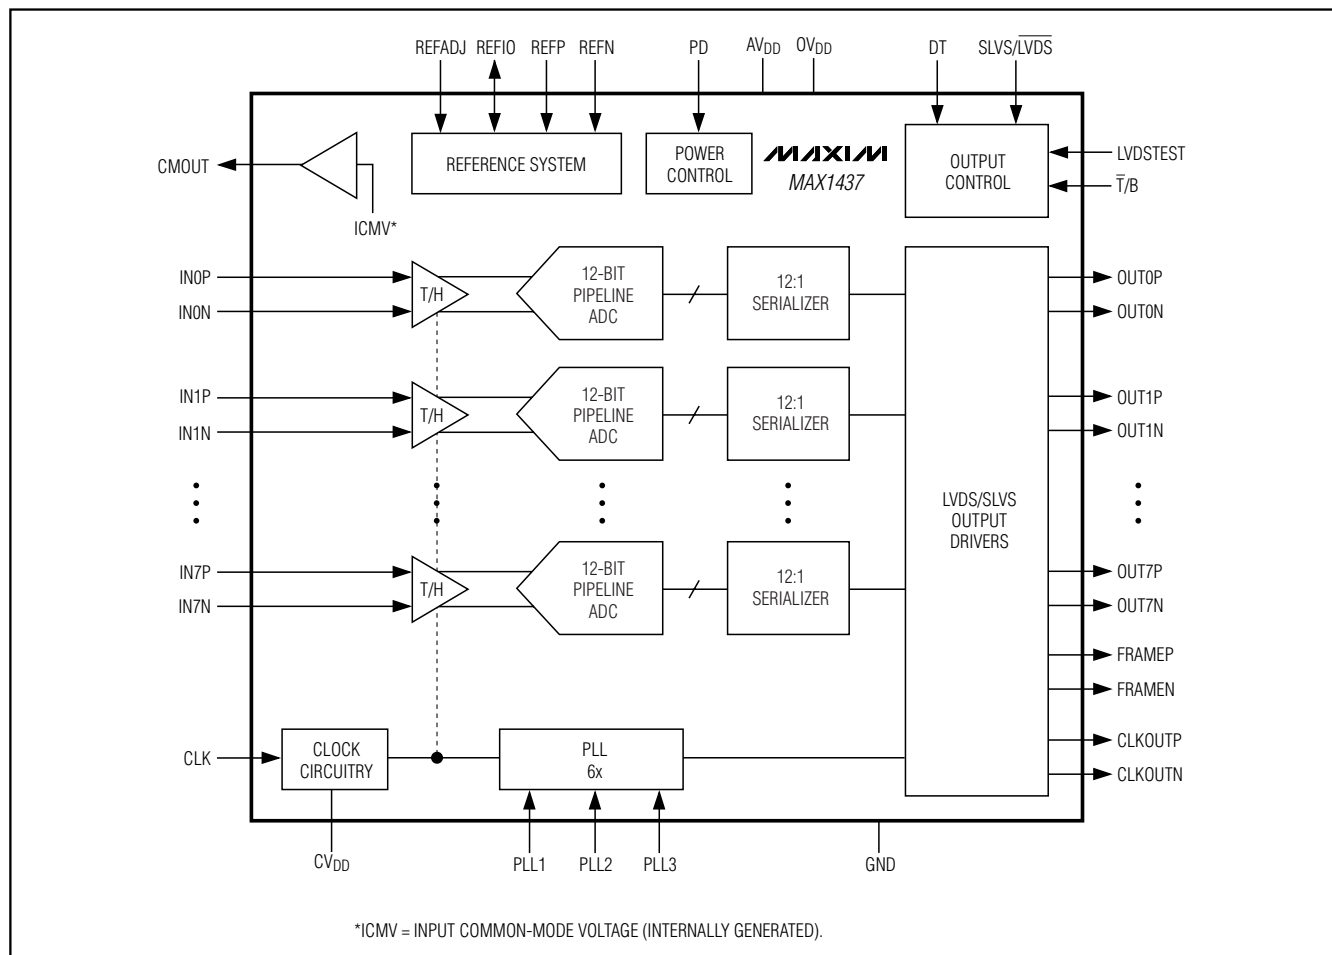 REFADJ REFIO REFP REFN PD AVDD OVDD DT SLVS/L̅V̅D̅S̅
CMOUT
ICMV*
REFERENCE SYSTEM
POWER
CONTROL
MAXIM
MAX1437
OUTPUT
CONTROL
LVDSTEST
T̅/B
IN0P
IN0N
T/H
12-BIT
PIPELINE
ADC
12:1
SERIALIZER
OUT0P
OUT0N
IN1P
IN1N
T/H
12-BIT
PIPELINE
ADC
12:1
SERIALIZER
OUT1P
OUT1N
LVDS/SLVS
OUTPUT
DRIVERS
IN7P
IN7N
T/H
12-BIT
PIPELINE
ADC
12:1
SERIALIZER
OUT7P
OUT7N
FRAMEP
FRAMEN
CLK
CLOCK
CIRCUITRY
PLL
6x
CLKOUTP
CLKOUTN
CVDD PLL1 PLL2 PLL3 GND
*ICMV = INPUT COMMON-MODE VOLTAGE (INTERNALLY GENERATED).